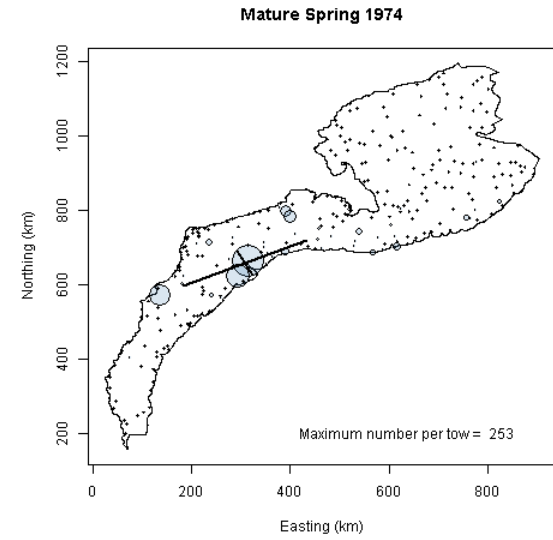 Mature Spring 1974
1200
1000
800
600
400
200
Northing (km)
Maximum number per tow = 253
0 200 400 600 800
Easting (km)